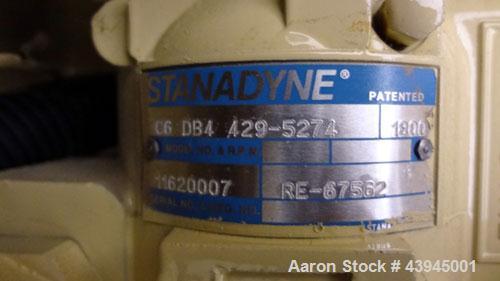 STANADYNE®
PATENTED
C6 DB4 429-5274 1800
MODEL NO. & R.P.M.
11620007 RE-67562
SERIAL NO.
Aaron Stock # 43945001